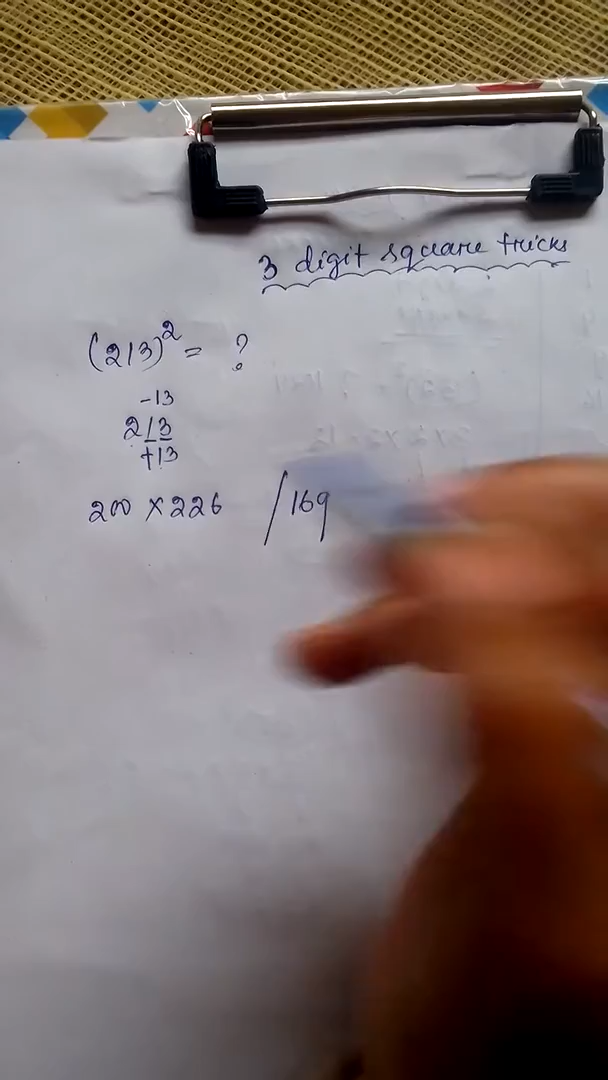 3 digit square tricks
(213)² = ?
-13
213
+13
200 × 226 / 169